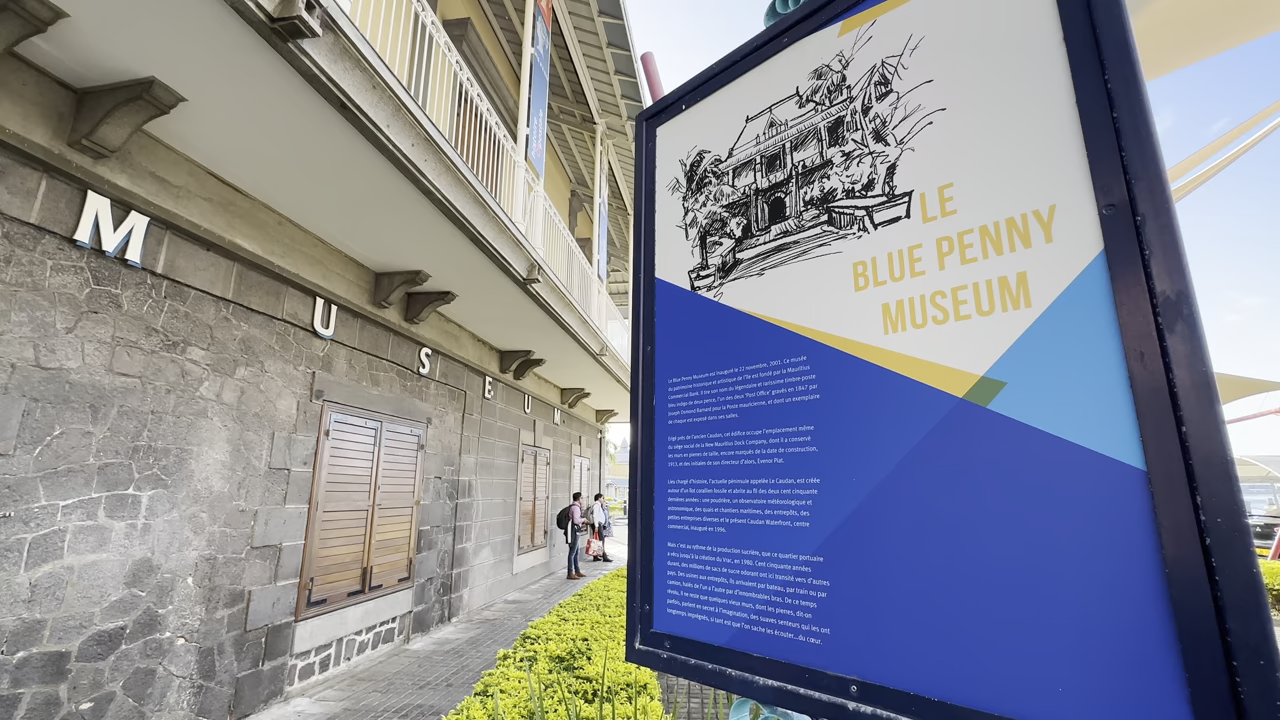 MUSEUM
LE
BLUE PENNY
MUSEUM
Le Blue Penny Museum est inauguré le 21 novembre, 2001. Ce musée
du patrimoine historique et artistique de l'île est fondé par la Mauritius
Commercial Bank. Il tire son nom du légendaire et rarissime timbre-poste
bleu indigo de deux pence, l'un des deux 'Post Office' gravés en 1847 par
Joseph Osmond Barnard pour la Poste mauricienne, et dont un exemplaire
de chaque est exposé dans ses salles.
Erigé près de l'ancien Caudan, cet édifice occupe l'emplacement même
du siège social de la New Mauritius Dock Company, dont il a conservé
les murs en pierres de taille, encore marqués de la date de construction,
1913, et des initiales de son directeur d'alors, Evenor Piat.
Lieu chargé d'histoire, l'actuelle péninsule appelée Le Caudan, est créée
autour d'un îlot corallien fossile et abrite au fil des deux cent cinquante
dernières années : une poudrière, un observatoire météorologique et
astronomique, des quais et chantiers maritimes, des entrepôts, des
petites entreprises diverses et le présent Caudan Waterfront, centre
commercial, inauguré en 1996.
Mais c'est au rythme de la production sucrière, que ce quartier portuaire
a vécu jusqu'à la création du Vrac, en 1980. Cent cinquante années
durant, des millions de sacs de sucre odorant ont ici transité vers d'autres
pays. Des usines aux entrepôts, ils arrivaient par bateau, par train ou par
camion, halés de l'un à l'autre par d'innombrables bras. De ce temps
révolu, il ne reste que quelques vieux murs, dont les pierres, dit-on
parfois, parlent en secret à l'imagination, des suaves senteurs qui les ont
longtemps imprégnés, si tant est que l'on sache les écouter...du cœur.